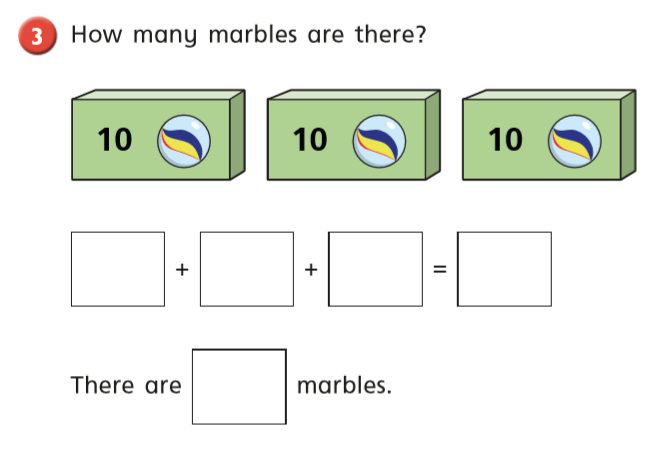 3 How many marbles are there?
10 10 10
+ + =
There are marbles.